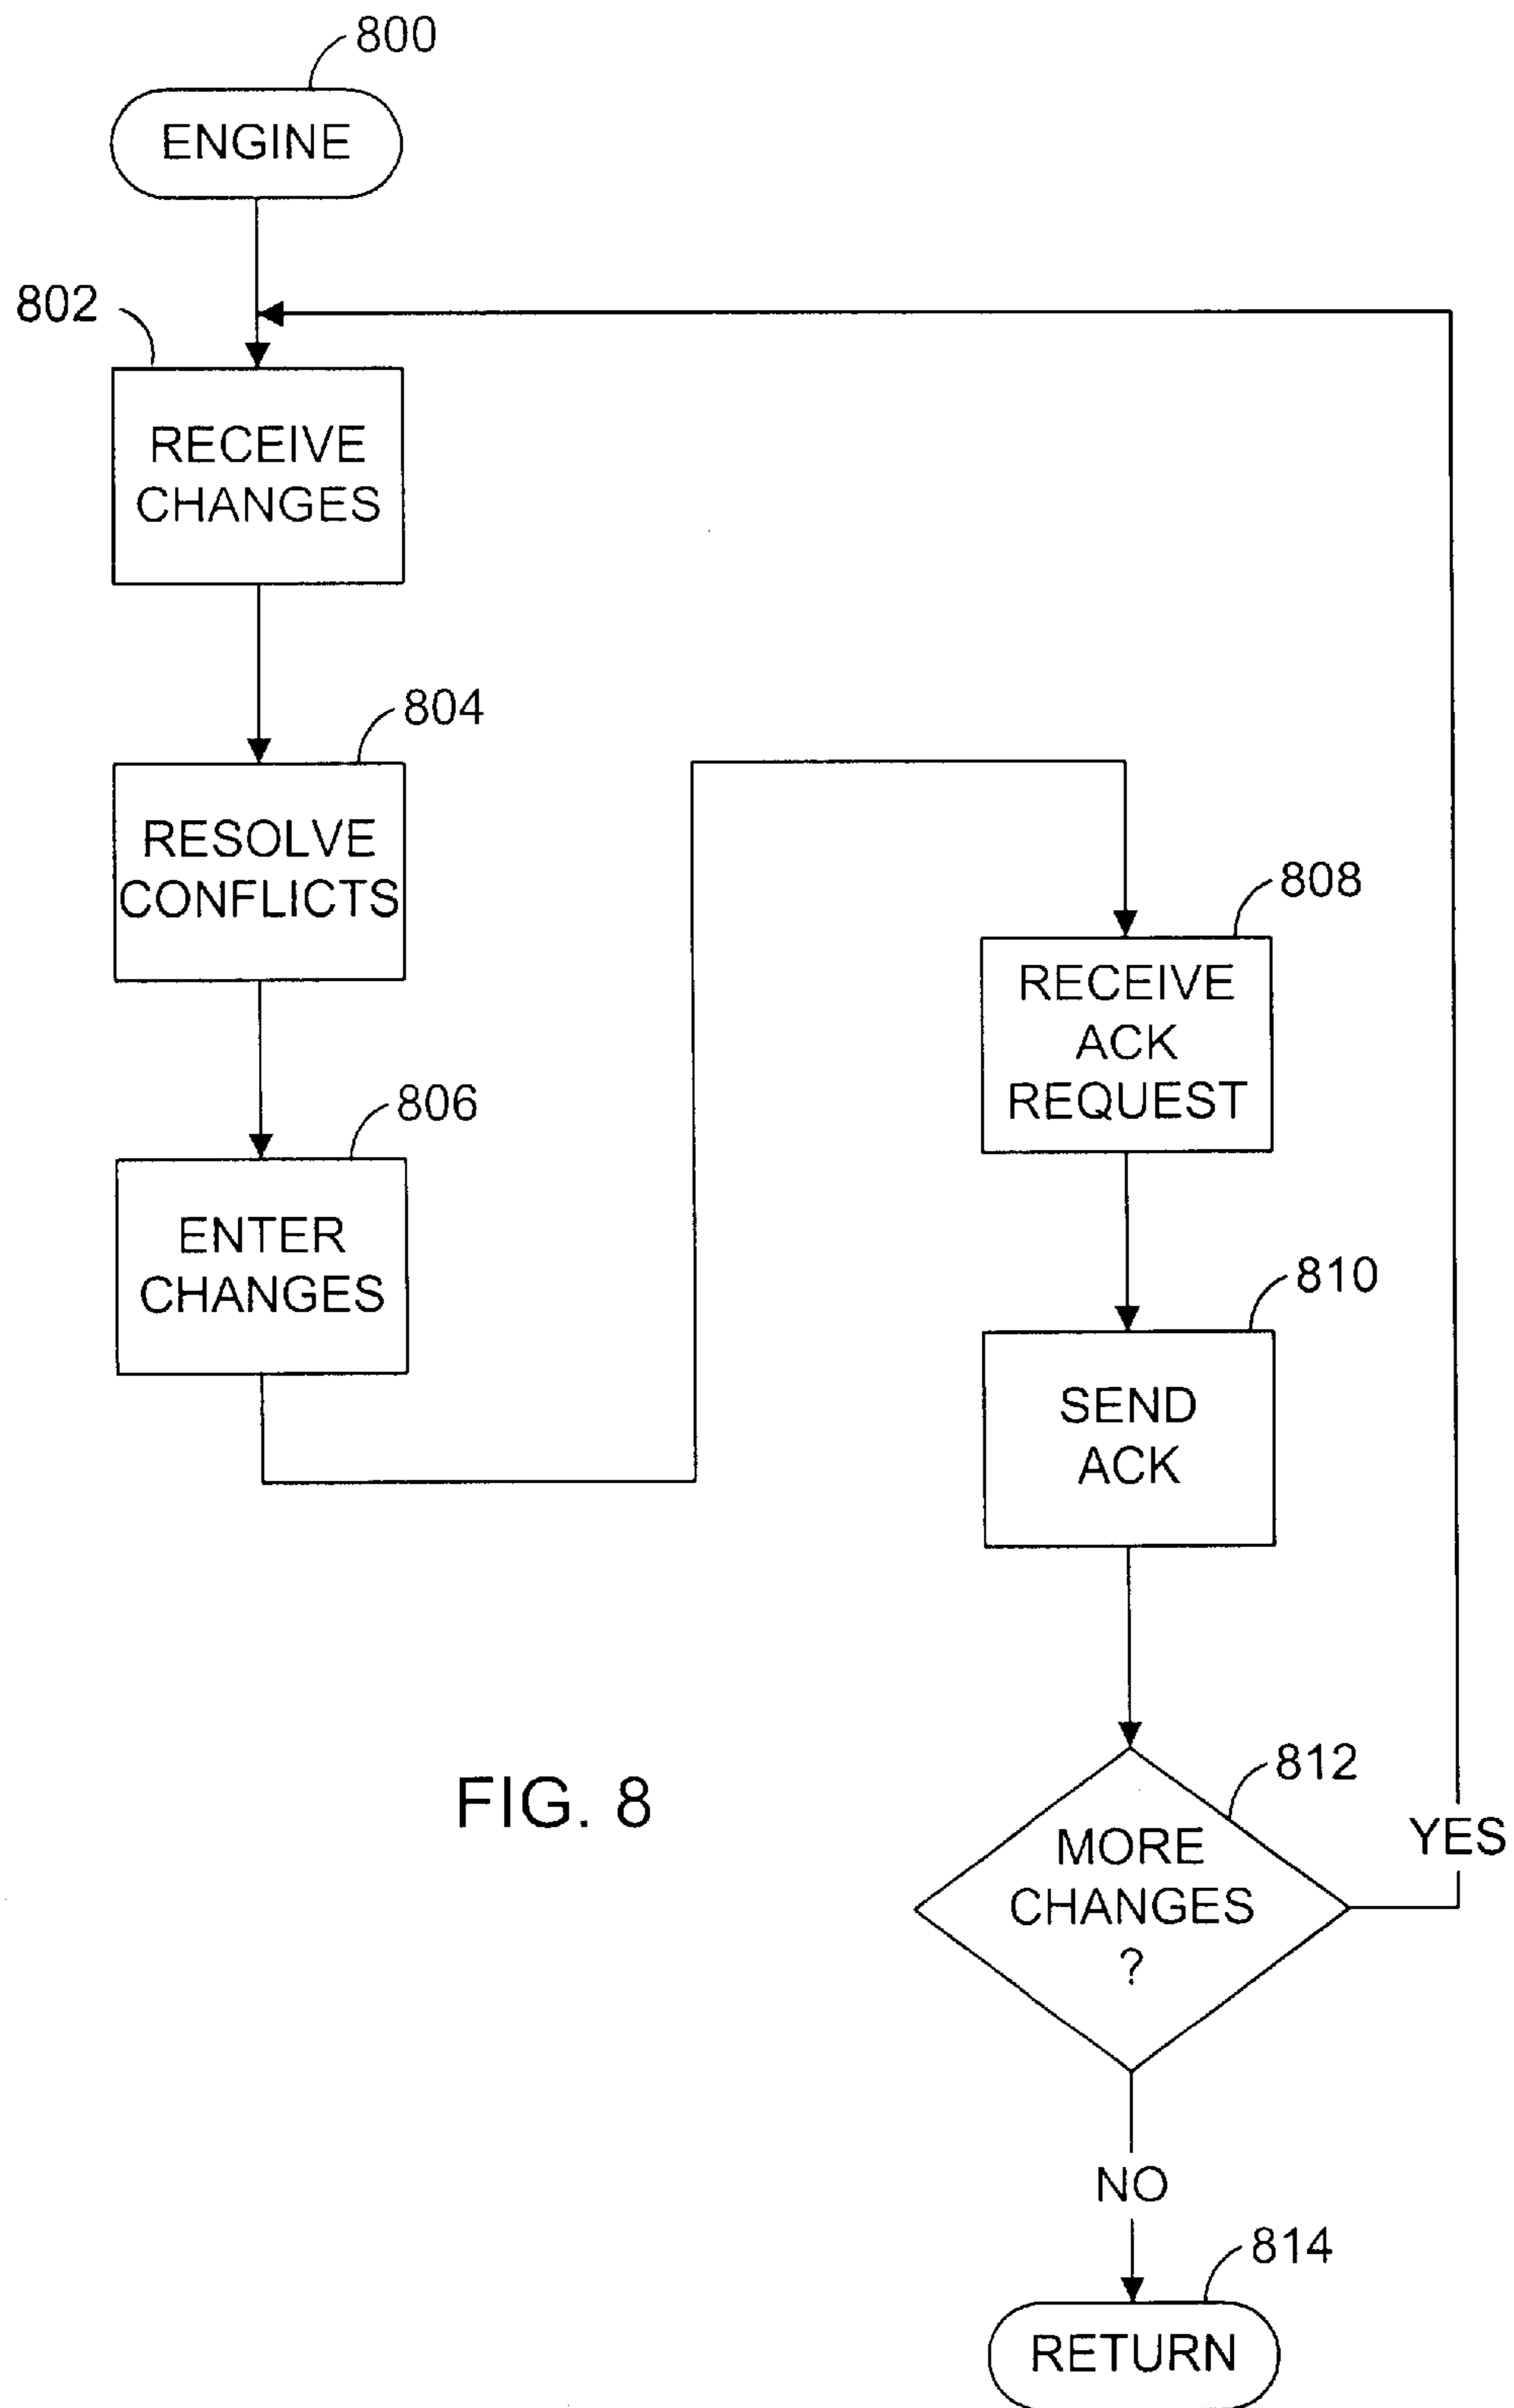 800
ENGINE
802
RECEIVE
CHANGES
804
RESOLVE
CONFLICTS
806
ENTER
CHANGES
808
RECEIVE
ACK
REQUEST
810
SEND
ACK
812
MORE
CHANGES
?
YES
NO
814
RETURN
FIG. 8